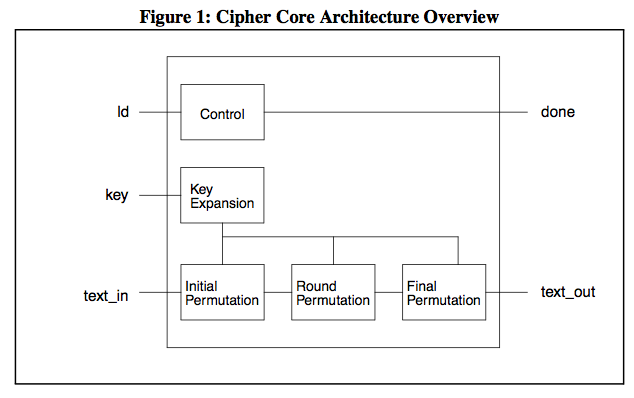 Figure 1: Cipher Core Architecture Overview
ld
Control
done
key
Key
Expansion
text_in
Initial
Permutation
Round
Permutation
Final
Permutation
text_out